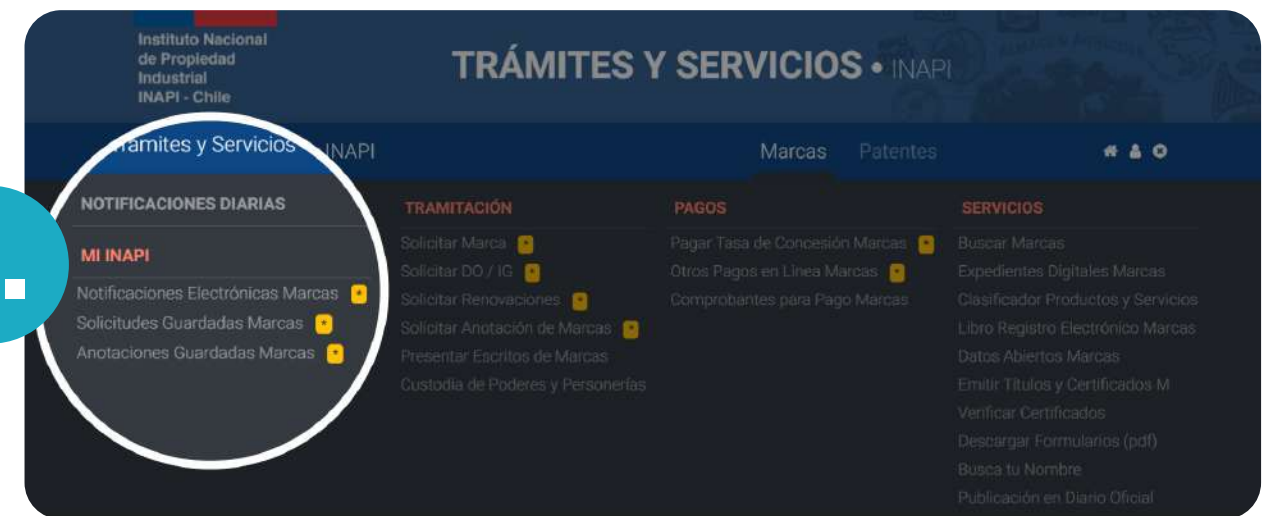 Instituto Nacional
de Propiedad
Industrial
INAPI - Chile
TRÁMITES Y SERVICIOS • INAPI
Trámites y Servicios INAPI
Marcas Patentes
NOTIFICACIONES DIARIAS
MI INAPI
Notificaciones Electrónicas Marcas *
Solicitudes Guardadas Marcas *
Anotaciones Guardadas Marcas *
TRAMITACIÓN
Solicitar Marca *
Solicitar DO / IG *
Solicitar Renovaciones *
Solicitar Anotación de Marcas *
Presentar Escritos de Marcas
Custodia de Poderes y Personerías
PAGOS
Pagar Tasa de Concesión Marcas *
Otros Pagos en Línea Marcas *
Comprobantes para Pago Marcas
SERVICIOS
Buscar Marcas
Expedientes Digitales Marcas
Clasificador Productos y Servicios
Libro Registro Electrónico Marcas
Datos Abiertos Marcas
Emitir Títulos y Certificados M
Verificar Certificados
Descargar Formularios (pdf)
Busca tu Nombre
Publicación en Diario Oficial